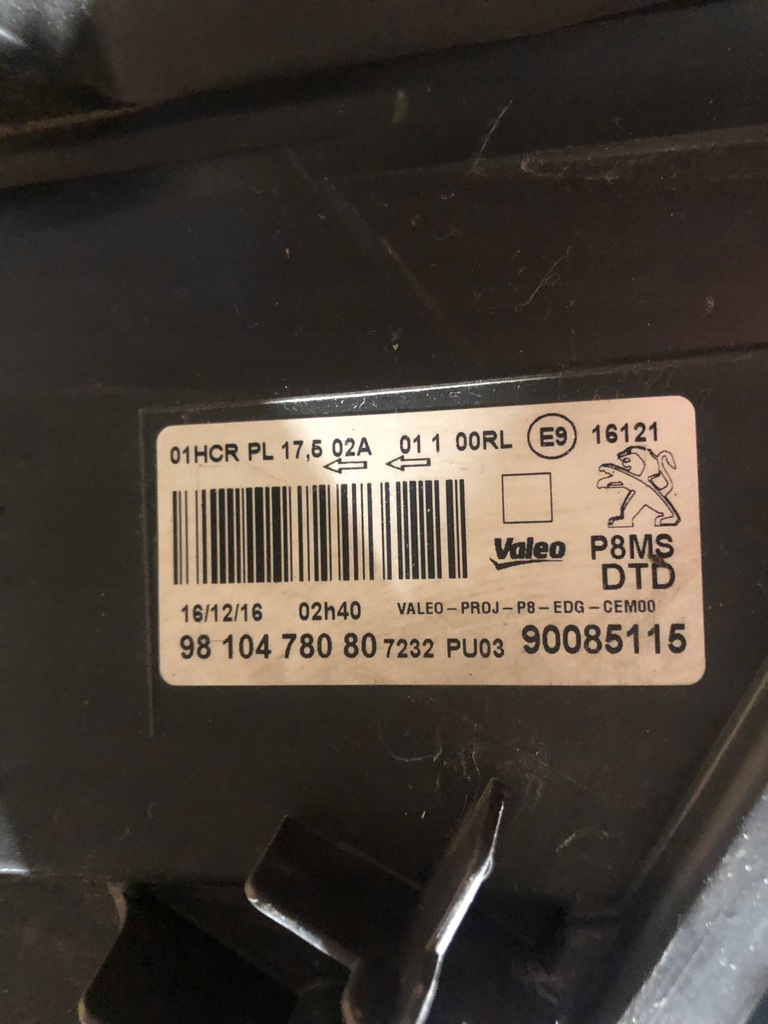 01HCR PL 17,5 02A 01 1 00RL E9 16121
Valeo P8MS
DTD
16/12/16 02h40 VALEO-PROJ-P8-EDG-CEM00
98 104 780 80 7232 PU03 90085115